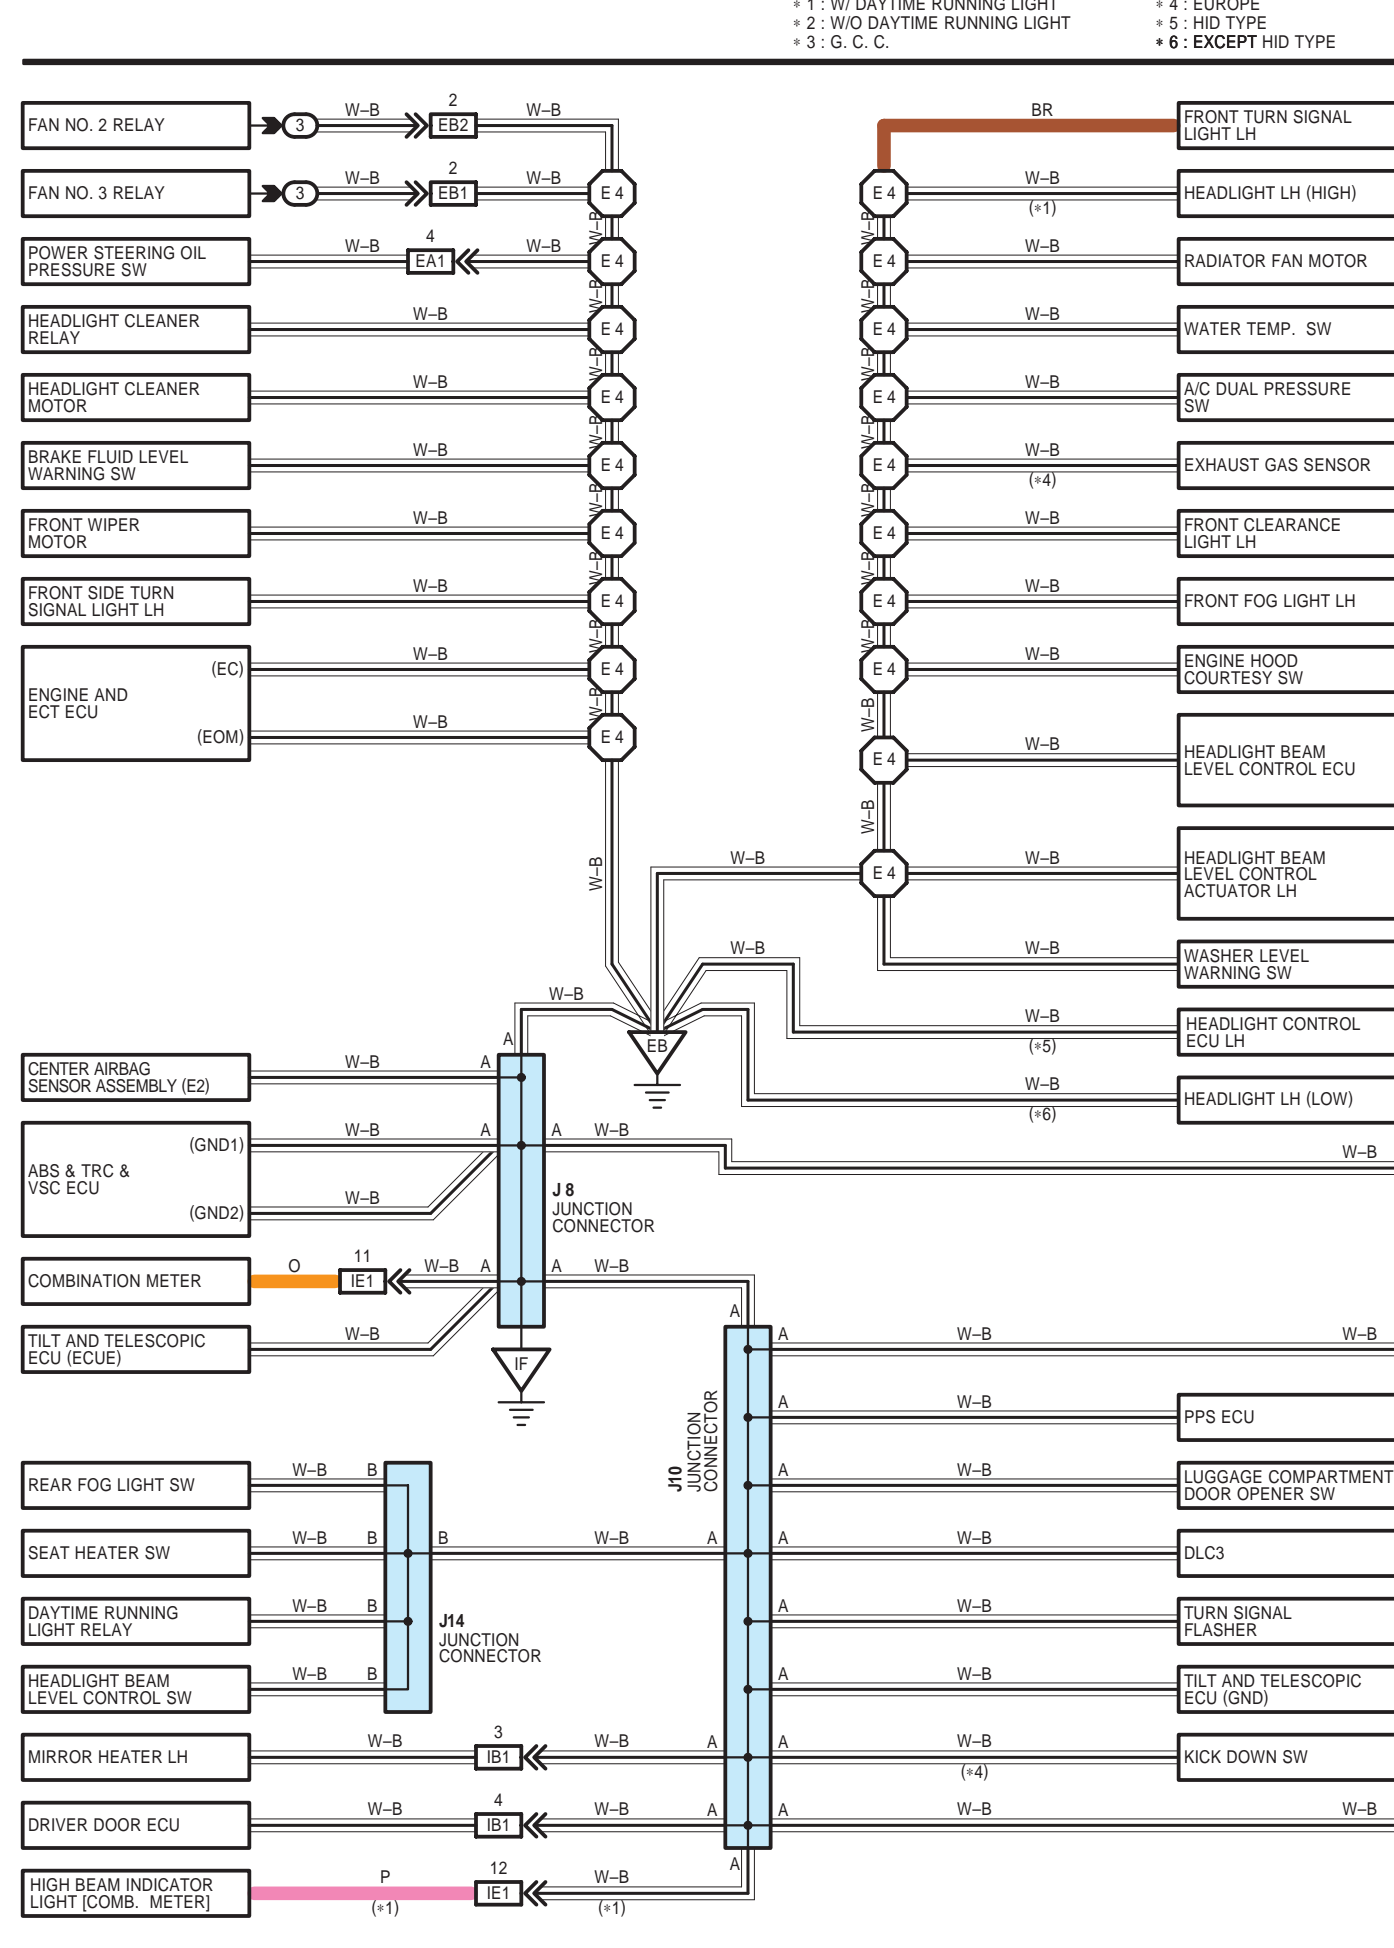 * 1 : W/ DAYTIME RUNNING LIGHT
* 2 : W/O DAYTIME RUNNING LIGHT
* 3 : G. C. C.
* 4 : EUROPE
* 5 : HID TYPE
* 6 : EXCEPT HID TYPE
FAN NO. 2 RELAY
3
W–B
2
EB2
W–B
FAN NO. 3 RELAY
3
W–B
2
EB1
W–B
E 4
W–B
POWER STEERING OIL
PRESSURE SW
W–B
4
EA1
W–B
E 4
W–B
HEADLIGHT CLEANER
RELAY
W–B
E 4
W–B
HEADLIGHT CLEANER
MOTOR
W–B
E 4
W–B
BRAKE FLUID LEVEL
WARNING SW
W–B
E 4
W–B
FRONT WIPER
MOTOR
W–B
E 4
W–B
FRONT SIDE TURN
SIGNAL LIGHT LH
W–B
E 4
W–B
ENGINE AND
ECT ECU
(EC)
W–B
E 4
W–B
(EOM)
W–B
E 4
W–B
BR
FRONT TURN SIGNAL
LIGHT LH
E 4
W–B
(*1)
HEADLIGHT LH (HIGH)
W–B
E 4
W–B
RADIATOR FAN MOTOR
W–B
E 4
W–B
WATER TEMP. SW
W–B
E 4
W–B
A/C DUAL PRESSURE
SW
W–B
E 4
W–B
(*4)
EXHAUST GAS SENSOR
W–B
E 4
W–B
FRONT CLEARANCE
LIGHT LH
W–B
E 4
W–B
FRONT FOG LIGHT LH
W–B
E 4
W–B
ENGINE HOOD
COURTESY SW
W–B
E 4
W–B
HEADLIGHT BEAM
LEVEL CONTROL ECU
W–B
W–B
E 4
W–B
HEADLIGHT BEAM
LEVEL CONTROL
ACTUATOR LH
W–B
W–B
WASHER LEVEL
WARNING SW
W–B
W–B
(*5)
HEADLIGHT CONTROL
ECU LH
EB
W–B
(*6)
HEADLIGHT LH (LOW)
A
CENTER AIRBAG
SENSOR ASSEMBLY (E2)
W–B
A
ABS & TRC &
VSC ECU
(GND1)
W–B
A
A
W–B
W–B
(GND2)
W–B
J 8
JUNCTION
CONNECTOR
COMBINATION METER
O
11
IE1
W–B
A
A
W–B
TILT AND TELESCOPIC
ECU (ECUE)
W–B
IF
A
A
W–B
W–B
J10
JUNCTION
CONNECTOR
A
W–B
PPS ECU
REAR FOG LIGHT SW
W–B
B
A
W–B
LUGGAGE COMPARTMENT
DOOR OPENER SW
SEAT HEATER SW
W–B
B
B
W–B
A
A
W–B
DLC3
DAYTIME RUNNING
LIGHT RELAY
W–B
B
J14
JUNCTION
CONNECTOR
A
W–B
TURN SIGNAL
FLASHER
HEADLIGHT BEAM
LEVEL CONTROL SW
W–B
B
A
W–B
TILT AND TELESCOPIC
ECU (GND)
MIRROR HEATER LH
W–B
3
IB1
W–B
A
A
W–B
(*4)
KICK DOWN SW
DRIVER DOOR ECU
W–B
4
IB1
W–B
A
A
W–B
W–B
HIGH BEAM INDICATOR
LIGHT [COMB. METER]
P
(*1)
12
IE1
W–B
(*1)
A